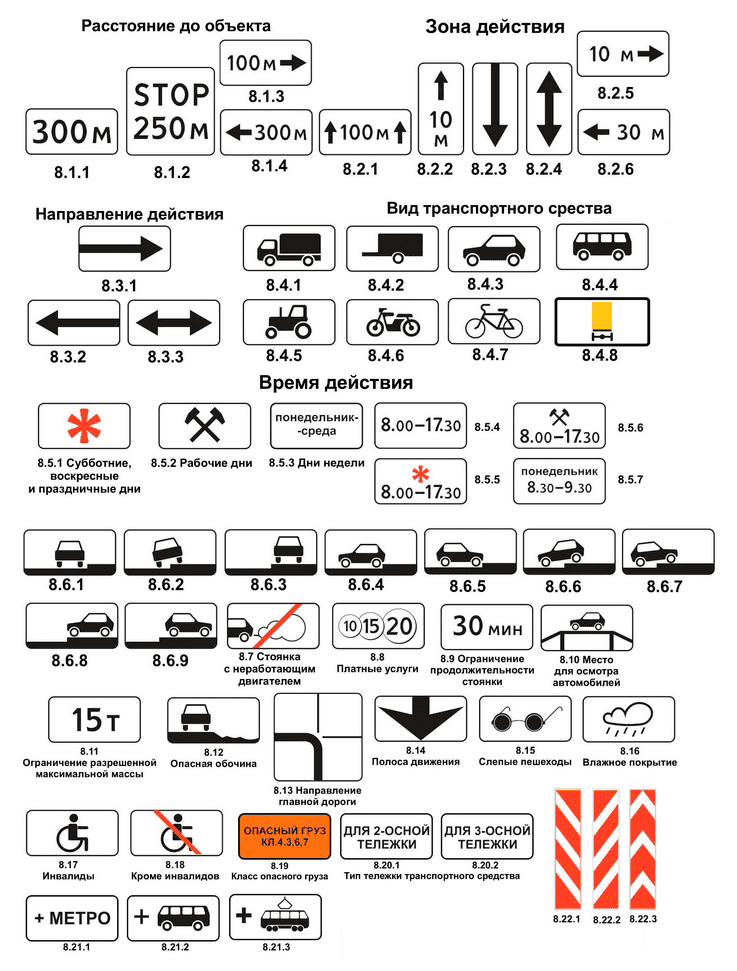 Расстояние до объекта
Зона действия
300 м
8.1.1
STOP
250 м
8.1.2
100 м
8.1.3
300 м
8.1.4
100 м
8.2.1
10
м
8.2.2
8.2.3
8.2.4
10 м
8.2.5
30 м
8.2.6
Направление действия
Вид транспортного срества
8.3.1
8.4.1
8.4.2
8.4.3
8.4.4
8.3.2
8.3.3
8.4.5
8.4.6
8.4.7
8.4.8
Время действия
8.5.1 Субботние,
воскресные
и праздничные дни
8.5.2 Рабочие дни
понедельник-
-среда
8.5.3 Дни недели
8.00–17.30
8.5.4
8.00–17.30
8.5.6
8.00–17.30
8.5.5
понедельник
8.30–9.30
8.5.7
8.6.1
8.6.2
8.6.3
8.6.4
8.6.5
8.6.6
8.6.7
8.6.8
8.6.9
8.7 Стоянка
с неработающим
двигателем
10 15 20
8.8
Платные услуги
30 мин
8.9 Ограничение
продолжительности
стоянки
8.10 Место
для осмотра
автомобилей
15 т
8.11
Ограничение разрешенной
максимальной массы
8.12
Опасная обочина
8.13 Направление
главной дороги
8.14
Полоса движения
8.15
Слепые пешеходы
8.16
Влажное покрытие
8.17
Инвалиды
8.18
Кроме инвалидов
ОПАСНЫЙ ГРУЗ
КЛ.4.3,6,7
8.19
Класс опасного груза
ДЛЯ 2-ОСНОЙ
ТЕЛЕЖКИ
8.20.1
ДЛЯ 3-ОСНОЙ
ТЕЛЕЖКИ
8.20.2
Тип тележки транспортного средства
8.22.1
8.22.2
8.22.3
+ МЕТРО
8.21.1
+
8.21.2
+
8.21.3